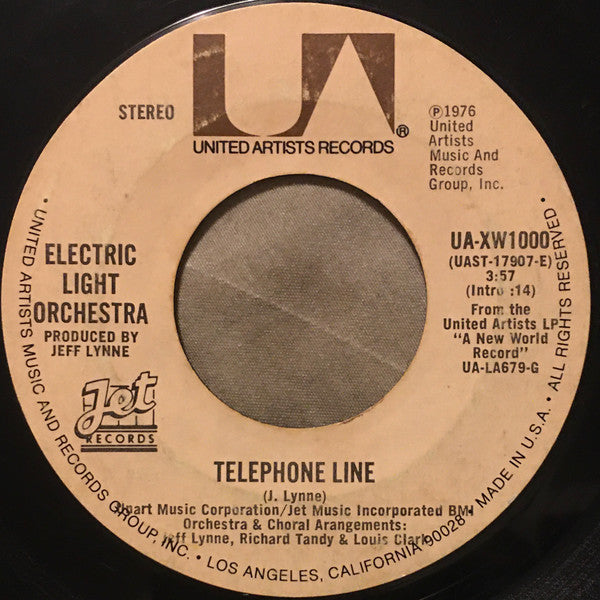 UA®
UNITED ARTISTS RECORDS
STEREO
℗1976
United
Artists
Music And
Records
Group, Inc.
ELECTRIC
LIGHT
ORCHESTRA
PRODUCED BY
JEFF LYNNE
Jet
RECORDS
UA-XW1000
(UAST-17907-E)
3:57
(Intro :14)
From the
United Artists LP
"A New World
Record"
UA-LA679-G
TELEPHONE LINE
(J. Lynne)
Unart Music Corporation/Jet Music Incorporated BMI
Orchestra & Choral Arangements:
Jeff Lynne, Richard Tandy & Louis Clark
• UNITED ARTISTS MUSIC AND RECORDS GROUP, INC. • LOS ANGELES, CALIFORNIA 90028 • MADE IN U.S.A. • ALL RIGHTS RESERVED •